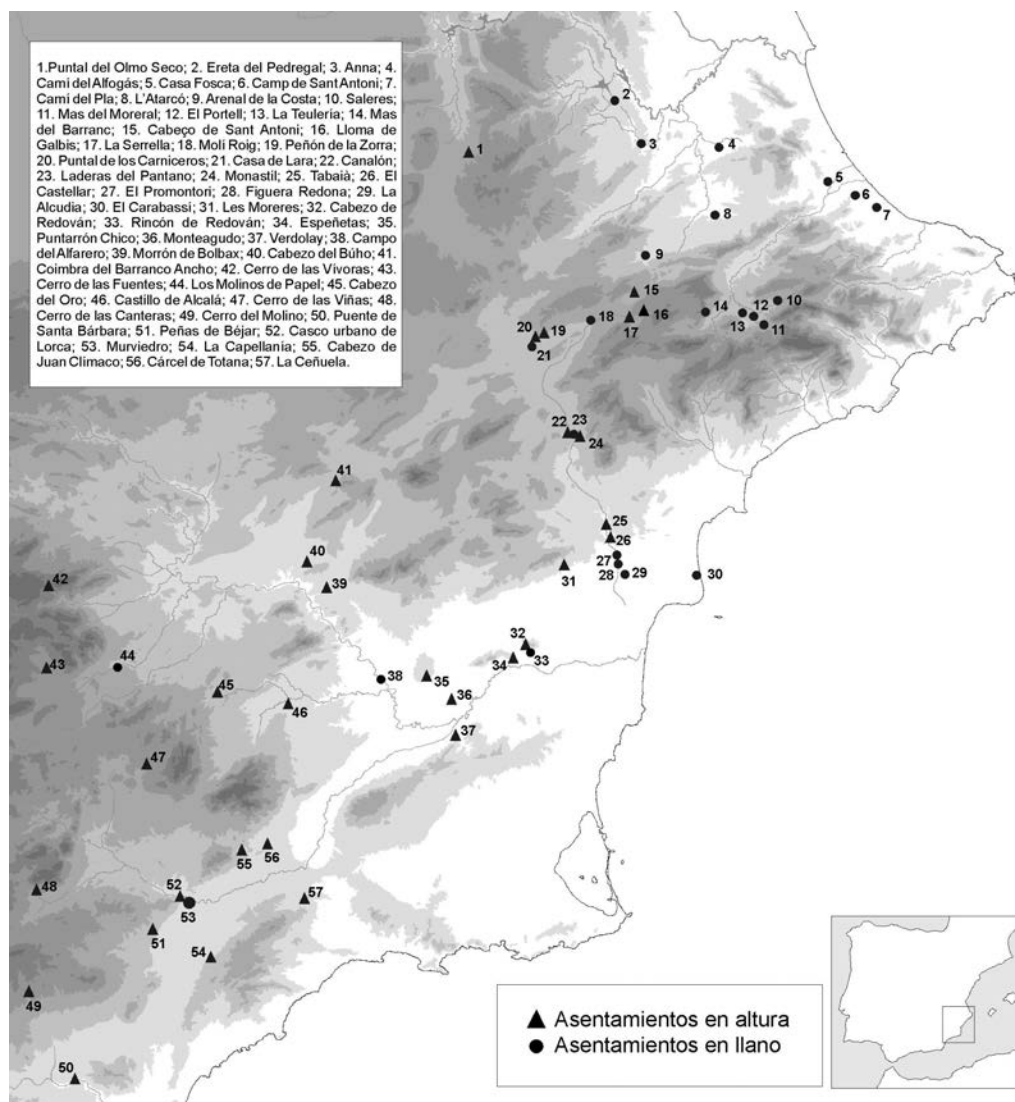 1.Puntal del Olmo Seco; 2. Ereta del Pedregal; 3. Anna; 4.
Camí del Alfogás; 5. Casa Fosca; 6. Camp de Sant Antoni; 7.
Camí del Pla; 8. L'Atarcó; 9. Arenal de la Costa; 10. Saleres;
11. Mas del Moreral; 12. El Portell; 13. La Teulería; 14. Mas
del Barranc; 15. Cabeço de Sant Antoni; 16. Lloma de
Galbis; 17. La Serrella; 18. Molí Roig; 19. Peñón de la Zorra;
20. Puntal de los Carniceros; 21. Casa de Lara; 22. Canalón;
23. Laderas del Pantano; 24. Monastil; 25. Tabaià; 26. El
Castellar; 27. El Promontori; 28. Figuera Redona; 29. La
Alcudia; 30. El Carabassí; 31. Les Moreres; 32. Cabezo de
Redován; 33. Rincón de Redován; 34. Espeñetas; 35.
Puntarrón Chico; 36. Monteagudo; 37. Verdolay; 38. Campo
del Alfarero; 39. Morrón de Bolbax; 40. Cabezo del Búho; 41.
Coimbra del Barranco Ancho; 42. Cerro de las Vívoras; 43.
Cerro de las Fuentes; 44. Los Molinos de Papel; 45. Cabezo
del Oro; 46. Castillo de Alcalá; 47. Cerro de las Viñas; 48.
Cerro de las Canteras; 49. Cerro del Molino; 50. Puente de
Santa Bárbara; 51. Peñas de Béjar; 52. Casco urbano de
Lorca; 53. Murviedro; 54. La Capellanía; 55. Cabezo de
Juan Clímaco; 56. Cárcel de Totana; 57. La Ceñuela.
2
1
3
4
5
6
7
8
9
15
10
14
12
16
18
17
13
11
20
19
21
22
23
24
41
25
26
40
27
31
28
29
30
42
39
32
44
33
43
34
35
38
45
36
46
37
47
55
56
48
52
57
53
51
54
49
50
Asentamientos en altura
Asentamientos en llano